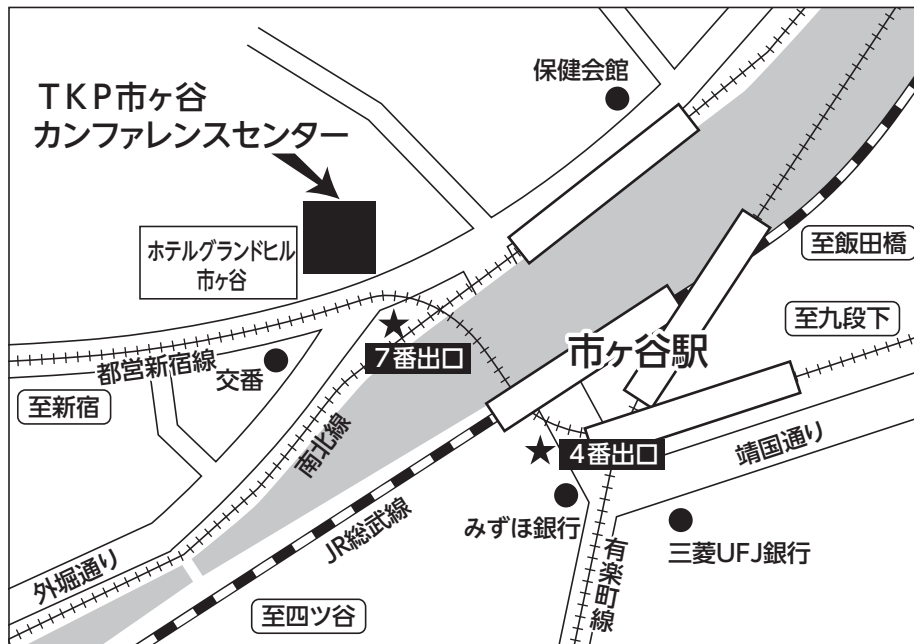 保健会館
TKP市ヶ谷
カンファレンスセンター
ホテルグランドヒル
市ヶ谷
至飯田橋
至九段下
市ヶ谷駅
7番出口
都営新宿線
交番
至新宿
南北線
4番出口
靖国通り
みずほ銀行
JR総武線
三菱UFJ銀行
有楽町線
外堀通り
至四ツ谷